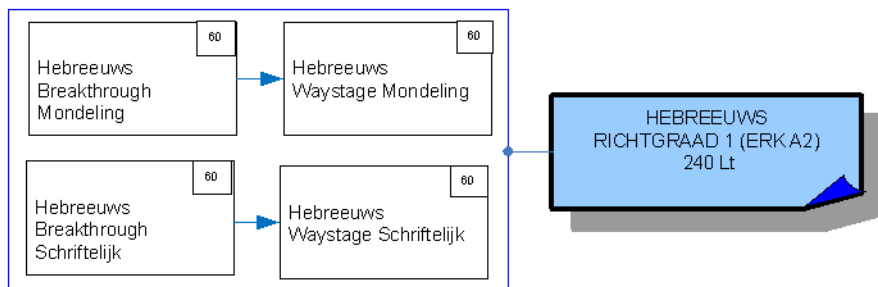 60
Hebreeuws
Breakthrough
Mondeling
60
Hebreeuws
Waystage Mondeling
60
Hebreeuws
Breakthrough
Schriftelijk
60
Hebreeuws
Waystage Schriftelijk
HEBREEUWS
RICHTGRAAD 1 (ERK A2)
240 Lt